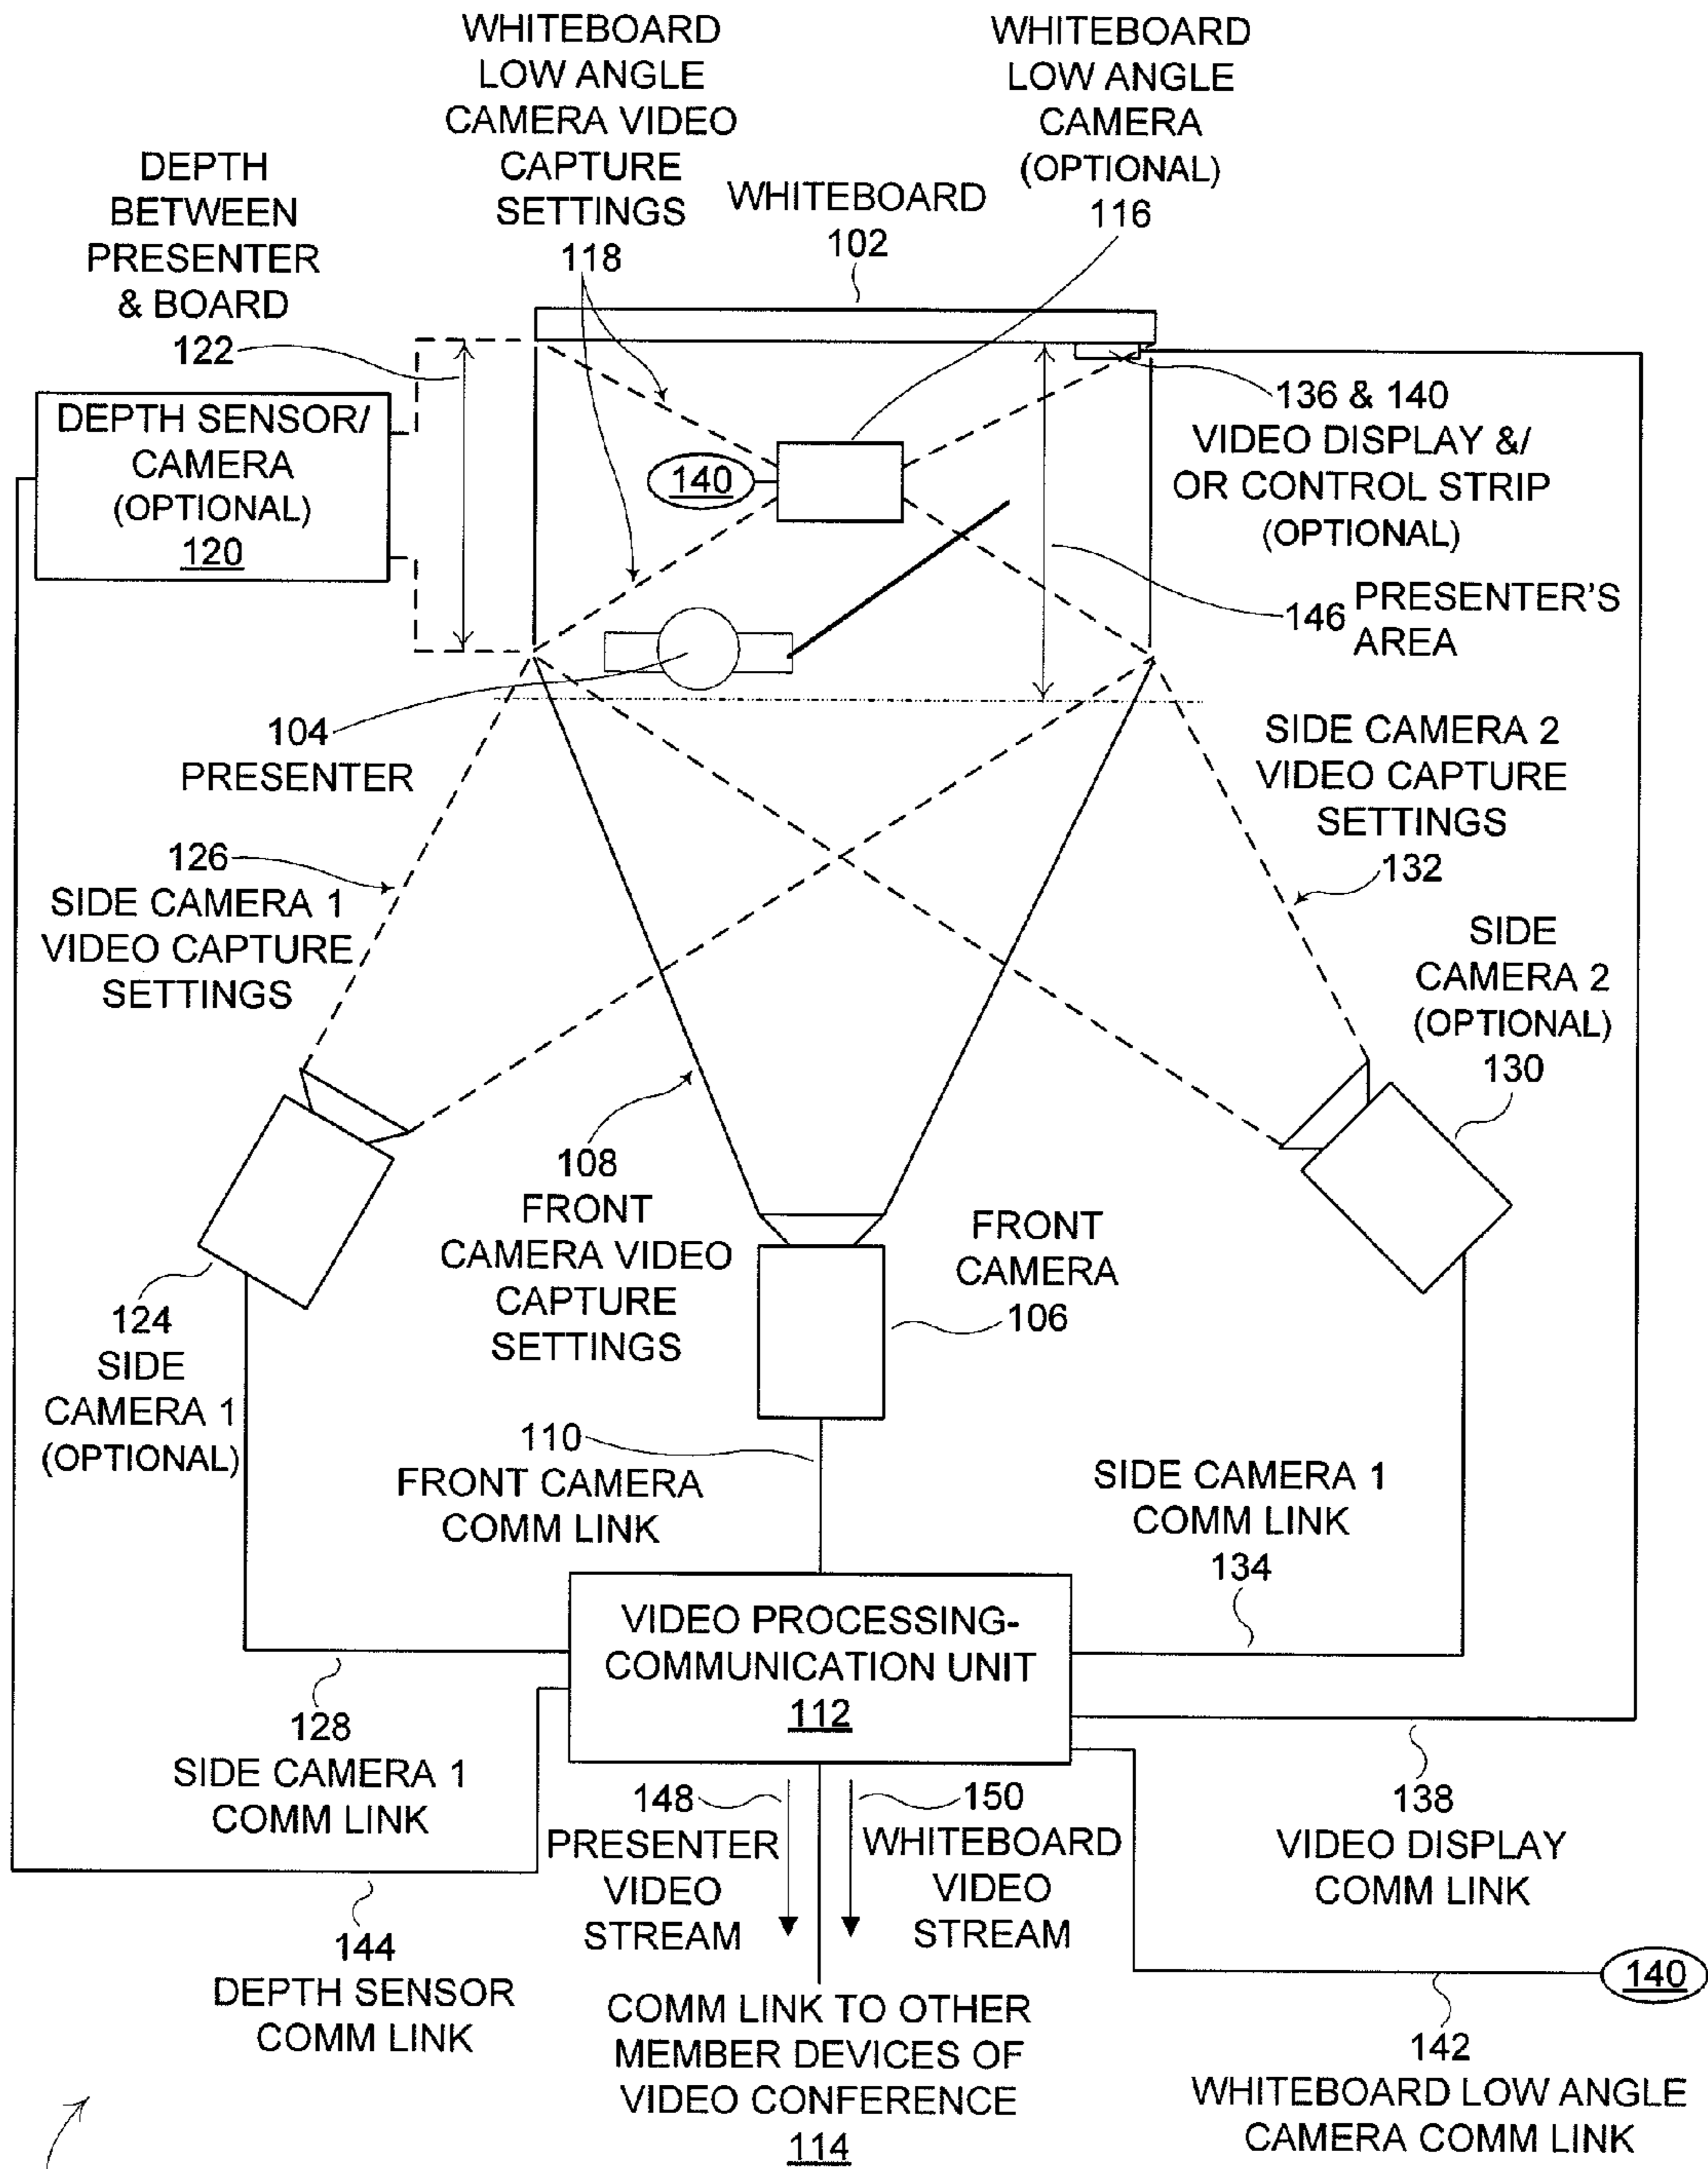 WHITEBOARD
LOW ANGLE
CAMERA VIDEO
CAPTURE
SETTINGS
118
WHITEBOARD
LOW ANGLE
CAMERA
(OPTIONAL)
116
WHITEBOARD
102
DEPTH
BETWEEN
PRESENTER
& BOARD
122
DEPTH SENSOR/
CAMERA
(OPTIONAL)
120
140
136 & 140
VIDEO DISPLAY &/
OR CONTROL STRIP
(OPTIONAL)
146 PRESENTER'S
AREA
104
PRESENTER
SIDE CAMERA 2
VIDEO CAPTURE
SETTINGS
132
126
SIDE CAMERA 1
VIDEO CAPTURE
SETTINGS
SIDE
CAMERA 2
(OPTIONAL)
130
108
FRONT
CAMERA VIDEO
CAPTURE
SETTINGS
FRONT
CAMERA
106
124
SIDE
CAMERA 1
(OPTIONAL)
110
FRONT CAMERA
COMM LINK
SIDE CAMERA 1
COMM LINK
134
VIDEO PROCESSING-
COMMUNICATION UNIT
112
128
SIDE CAMERA 1
COMM LINK
148
PRESENTER
VIDEO
STREAM
150
WHITEBOARD
VIDEO
STREAM
138
VIDEO DISPLAY
COMM LINK
144
DEPTH SENSOR
COMM LINK
COMM LINK TO OTHER
MEMBER DEVICES OF
VIDEO CONFERENCE
114
140
142
WHITEBOARD LOW ANGLE
CAMERA COMM LINK